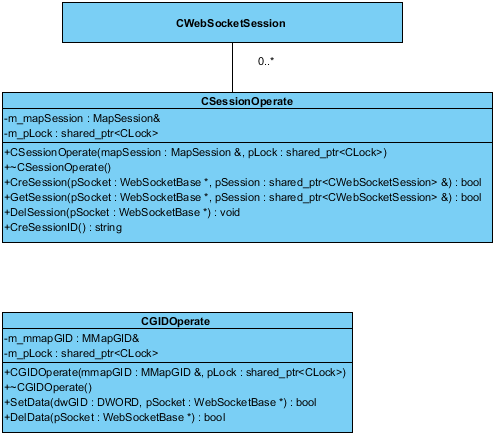 CWebSocketSession
0..*
CSessionOperate
-m_mapSession : MapSession&
-m_pLock : shared_ptr<CLock>
+CSessionOperate(mapSession : MapSession &, pLock : shared_ptr<CLock>)
+~CSessionOperate()
+CreSession(pSocket : WebSocketBase *, pSession : shared_ptr<CWebSocketSession> &) : bool
+GetSession(pSocket : WebSocketBase *, pSession : shared_ptr<CWebSocketSession> &) : bool
+DelSession(pSocket : WebSocketBase *) : void
+CreSessionID() : string
CGIDOperate
-m_mmapGID : MMapGID&
-m_pLock : shared_ptr<CLock>
+CGIDOperate(mmapGID : MMapGID &, pLock : shared_ptr<CLock>)
+~CGIDOperate()
+SetData(dwGID : DWORD, pSocket : WebSocketBase *) : bool
+DelData(pSocket : WebSocketBase *) : bool